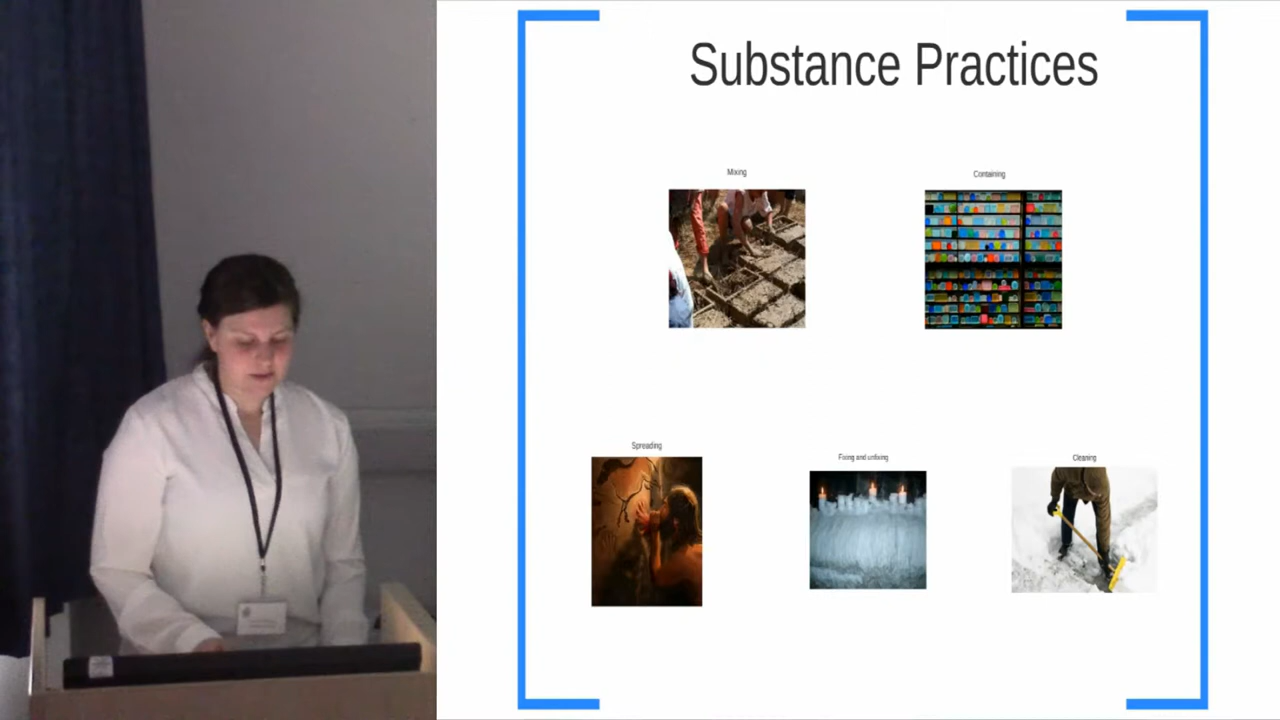 Substance Practices
Mixing
Containing
Spreading
Fixing and unfixing
Cleaning